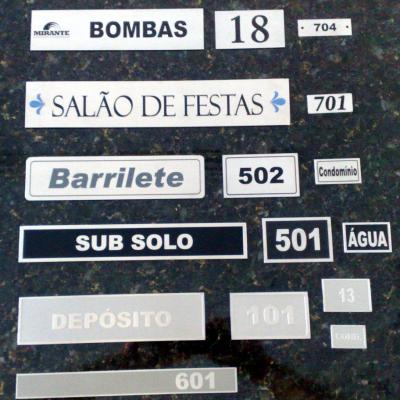 MIRANTE BOMBAS 18 704
SALÃO DE FESTAS 701
Barrilete 502 Condomínio
SUB SOLO 501 ÁGUA
DEPÓSITO 101 13
COND.
601